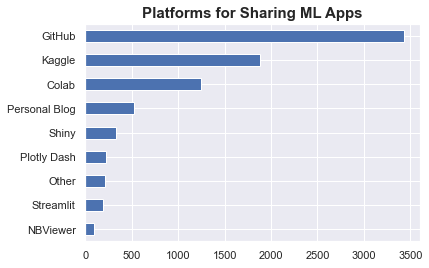 Platforms for Sharing ML Apps
GitHub
Kaggle
Colab
Personal Blog
Shiny
Plotly Dash
Other
Streamlit
NBViewer
0 500 1000 1500 2000 2500 3000 3500